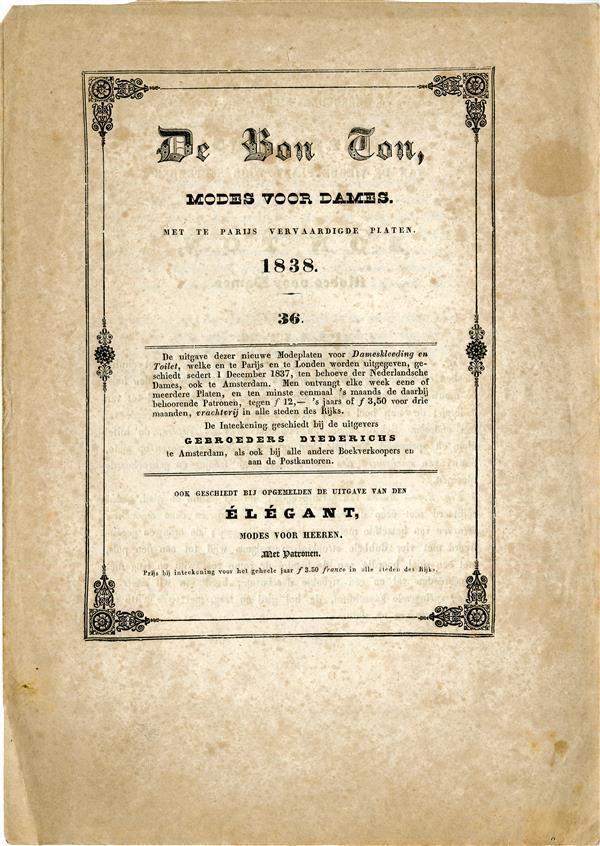 De Bon Ton,
MODES VOOR DAMES.
MET TE PARIJS VERVAARDIGDE PLATEN.
1838.
36.
De uitgave dezer nieuwe Modeplaten voor Dameskleeding en
Toilet, welke en te Parijs en te Londen worden uitgegeven, ge-
schiedt sedert 1 December 1837, ten behoeve der Nederlandsche
Dames, ook te Amsterdam. Men ontvangt elke week eene of
meerdere Platen, en ten minste eenmaal 's maands de daarbij
behoorende Patronen, tegen f 12,— 's jaars of f 3,50 voor drie
maanden, vrachtvrij in alle steden des Rijks.
De Inteekening geschiedt bij de uitgevers
GEBROEDERS DIEDERICHS
te Amsterdam, als ook bij alle andere Boekverkoopers en
aan de Postkantoren.
OOK GESCHIEDT BIJ OPGEMELDEN DE UITGAVE VAN DEN
ÉLÉGANT,
MODES VOOR HEEREN.
Met Patronen.
Prijs bij inteekening voor het geheele jaar f 3.50 franco in alle steden des Rijks.